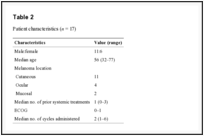 Table 2
Patient characteristics (n = 17)
Characteristics Value (range)
Male:female 11:6
Median age 56 (32–77)
Melanoma location
Cutaneous 11
Ocular 4
Mucosal 2
Median no. of prior systemic treatments 1 (0–3)
ECOG 0–1
Median no. of cycles administered 2 (1–6)